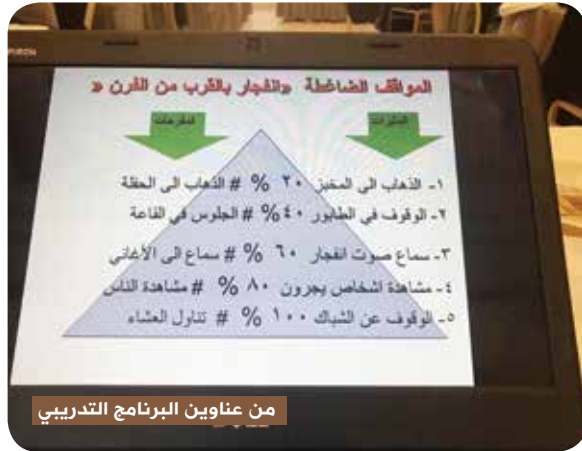 المواقف الضاغطة «انفجار بالقرب من الفرن «
المثيرات
المفرحات
١- الذهاب الى المخبز ٢٠ % # الذهاب الى الحفلة
٢- الوقوف في الطابور ٤٠ % # الجلوس في القاعة
٣- سماع صوت انفجار ٦٠ % # سماع الى الأغاني
٤- مشاهدة اشخاص يجرون ٨٠ % # مشاهدة الناس
٥- الوقوف عن الشباك ١٠٠ % # تناول العشاء
من عناوين البرنامج التدريبي